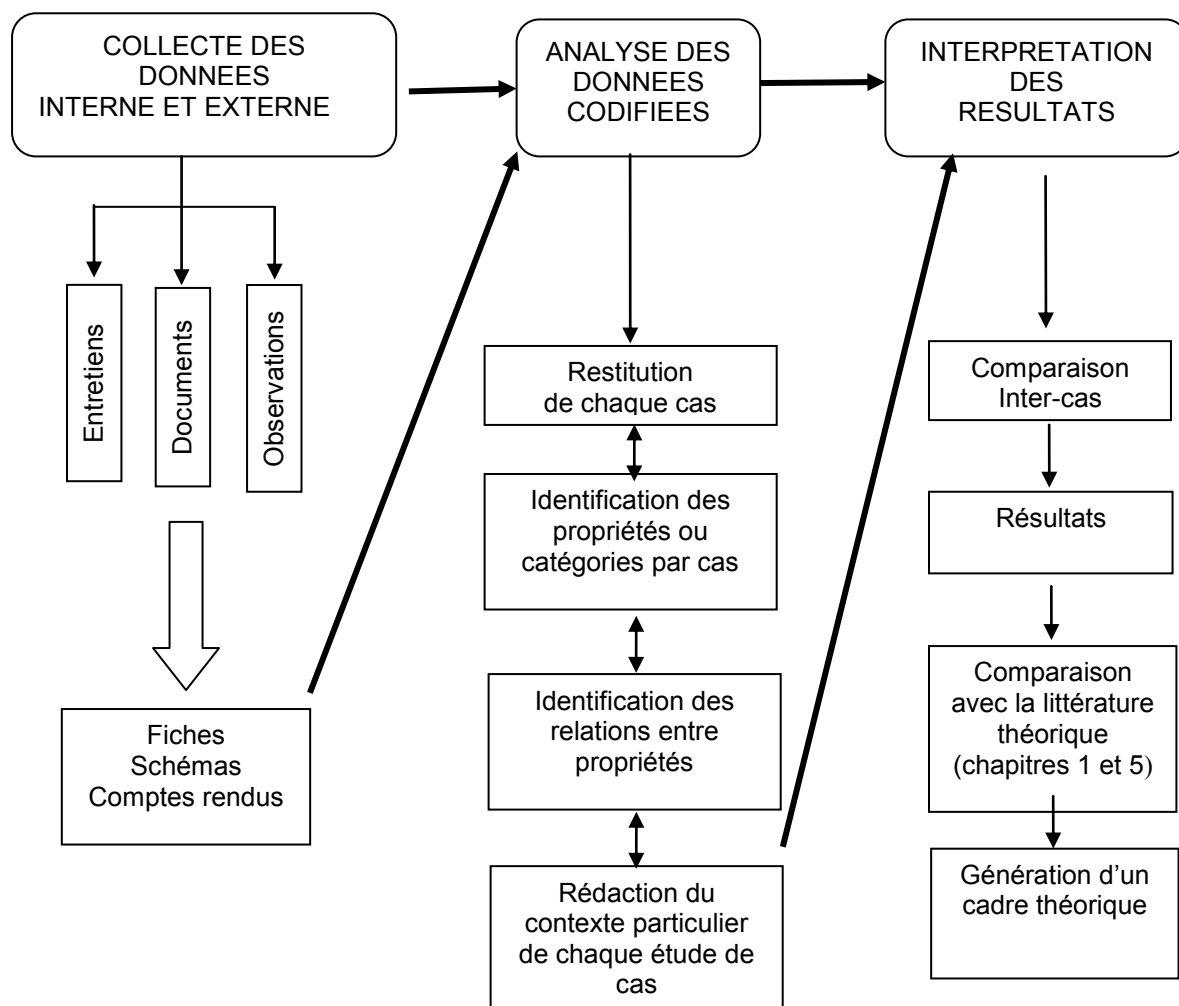 COLLECTE DES
DONNEES
INTERNE ET EXTERNE
ANALYSE DES
DONNEES
CODIFIEES
INTERPRETATION
DES
RESULTATS
Entretiens
Documents
Observations
Fiches
Schémas
Comptes rendus
Restitution
de chaque cas
Identification des
propriétés ou
catégories par cas
Identification des
relations entre
propriétés
Rédaction du
contexte particulier
de chaque étude de
cas
Comparaison
Inter-cas
Résultats
Comparaison
avec la littérature
théorique
(chapitres 1 et 5)
Génération d’un
cadre théorique